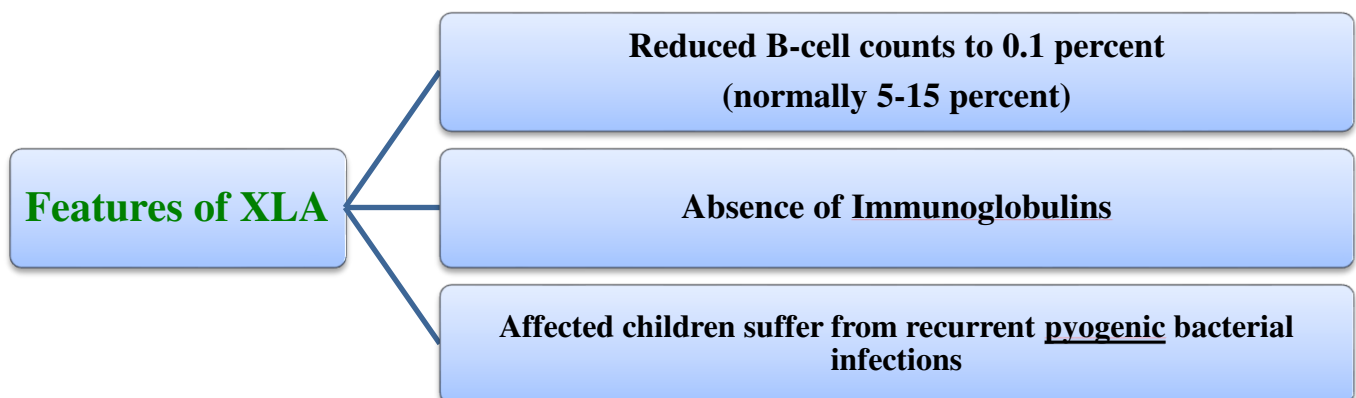 Features of XLA
Reduced B-cell counts to 0.1 percent
(normally 5-15 percent)
Absence of Immunoglobulins
Affected children suffer from recurrent pyogenic bacterial
infections